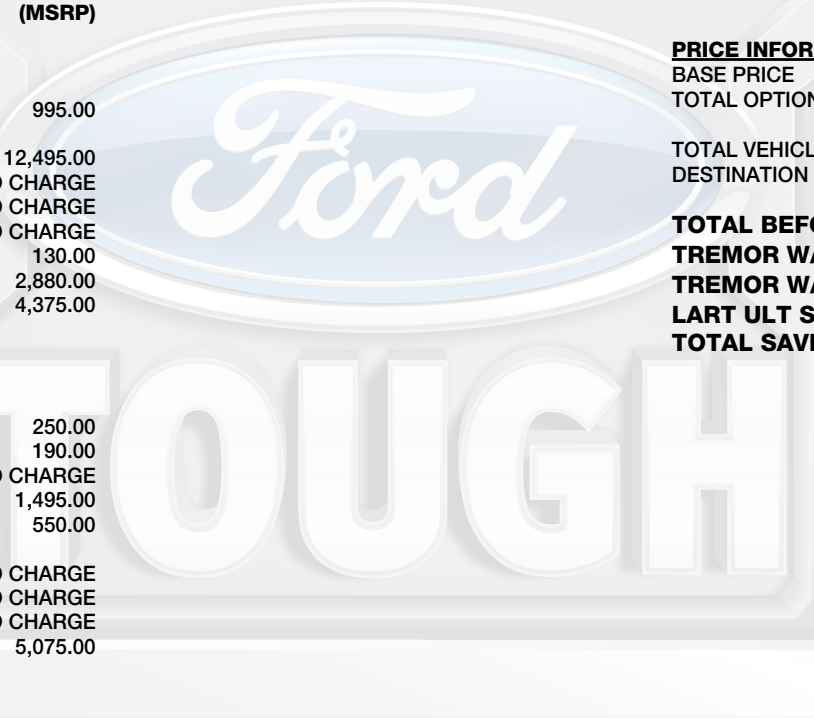 (MSRP)
995.00
12,495.00
CHARGE
CHARGE
CHARGE
130.00
2,880.00
4,375.00
250.00
190.00
CHARGE
1,495.00
550.00
CHARGE
CHARGE
CHARGE
5,075.00
PRICE INFOR
BASE PRICE
TOTAL OPTION
TOTAL VEHICL
DESTINATION
TOTAL BEFO
TREMOR WA
TREMOR WA
LART ULT S
TOTAL SAVI
Ford
TOUGH